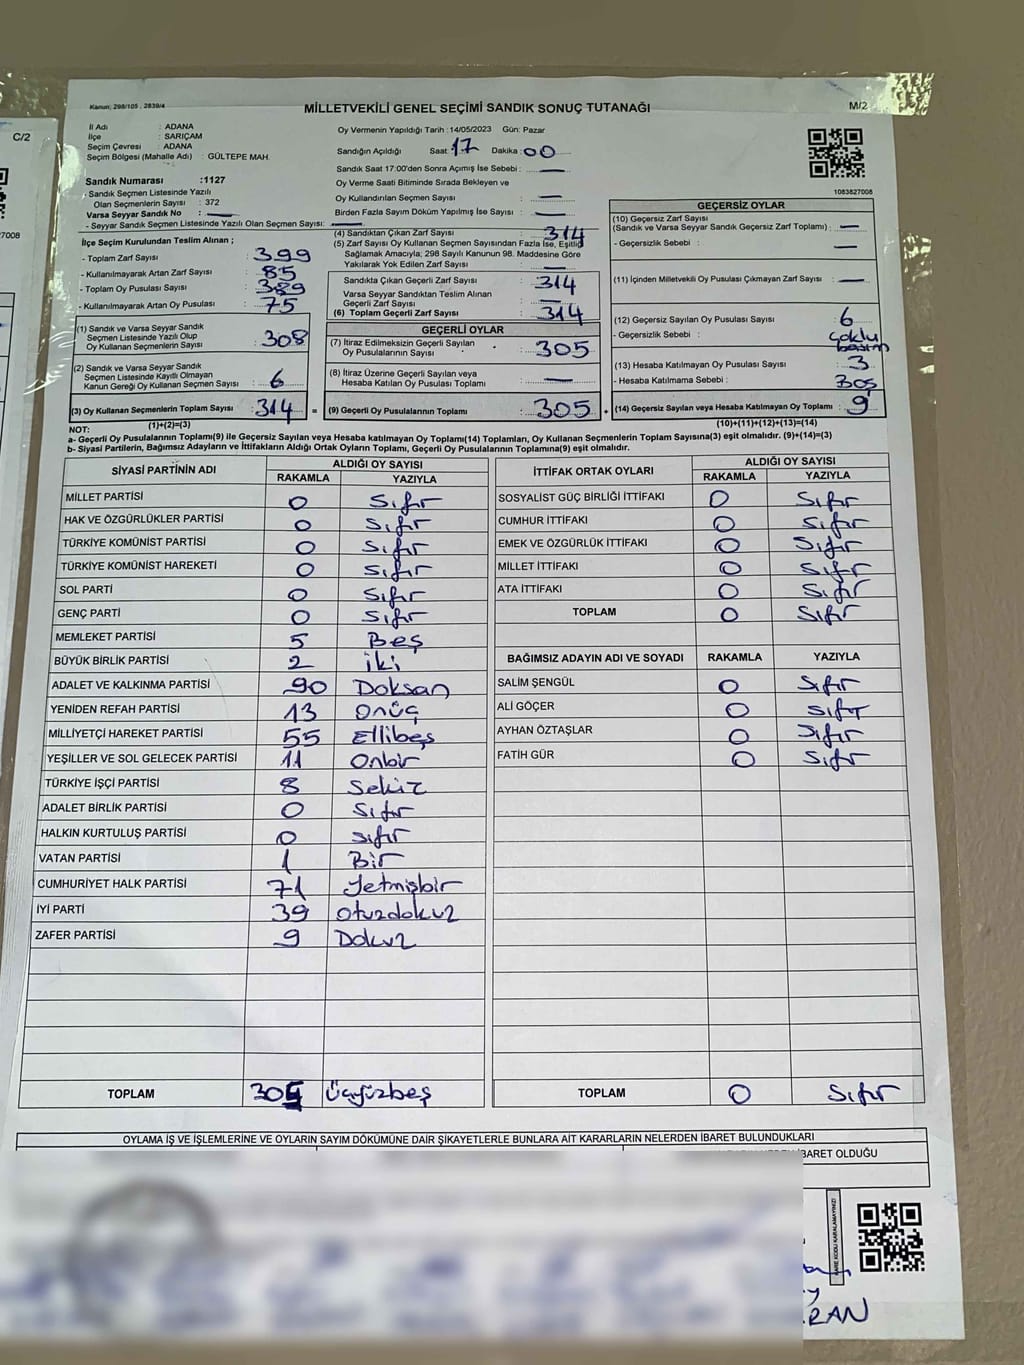 C/2
7008
Kanun, 298/105 , 2839/4
MİLLETVEKİLİ GENEL SEÇİMİ SANDIK SONUÇ TUTANAĞI
M/2
İl Adı : ADANA
İlçe : SARIÇAM
Seçim Çevresi : ADANA
Seçim Bölgesi (Mahalle Adı) : GÜLTEPE MAH.
Sandık Numarası :1127
- Sandık Seçmen Listesinde Yazılı
Olan Seçmenlerin Sayısı : 372
Varsa Seyyar Sandık No : —
- Seyyar Sandık Seçmen Listesinde Yazılı Olan Seçmen Sayısı: —
Oy Vermenin Yapıldığı Tarih :14/05/2023 Gün: Pazar
Sandığın Açıldığı Saat: 17 Dakika: 00
Sandık Saati 17:00'den Sonra Açımış İse Sebebi : —
Oy Verme Saati Bitiminde Sırada Bekleyen ve
Oy Kullandırılan Seçmen Sayısı : —
Birden Fazla Sayım Döküm Yapılmış İse Sayısı : —
1083827008
İlçe Seçim Kurulundan Teslim Alınan ;
- Toplam Zarf Sayısı : 399
- Kullanılmayarak Artan Zarf Sayısı : 85
- Toplam Oy Pusulası Sayısı : 389
- Kullanılmayarak Artan Oy Pusulası : 75
(1) Sandık ve Varsa Seyyar Sandık
Seçmen Listesinde Yazılı Olup
Oy Kullanan Seçmenlerin Sayısı : 308
(2) Sandık ve Varsa Seyyar Sandık
Seçmen Listelerinde Kayıtlı Olmayan
Kanun Gereği Oy Kullanan Seçmen Sayısı : 6
(3) Oy Kullanan Seçmenlerin Toplam Sayısı : 314 =
(1)+(2)=(3)
(4) Sandıktan Çıkan Zarf Sayısı : 314
(5) Zarf Sayısı Oy Kullanan Seçmen Sayısından Fazla İse, Eşitliği
Sağlamak Amacıyla; 298 Sayılı Kanunun 98. Maddesine Göre
Yakılarak Yok Edilen Zarf Sayısı : —
Sandıkta Çıkan Geçerli Zarf Sayısı : 314
Varsa Seyyar Sandıktan Teslim Alınan
Geçerli Zarf Sayısı : —
(6) Toplam Geçerli Zarf Sayısı : 314
GEÇERLİ OYLAR
(7) İtiraz Edilmeksizin Geçerli Sayılan
Oy Pusulalarının Sayısı : 305
(8) İtiraz Üzerine Geçerli Sayılan veya
Hesaba Katılan Oy Pusulası Toplamı : —
(9) Geçerli Oy Pusulalarının Toplamı : 305 +
GEÇERSİZ OYLAR
(10) Geçersiz Zarf Sayısı
(Sandık ve Varsa Seyyar Sandık Geçersiz Zarf Toplamı) : —
- Geçersizlik Sebebi : —
(11) İçinden Milletvekili Oy Pusulası Çıkmayan Zarf Sayısı : —
(12) Geçersiz Sayılan Oy Pusulası Sayısı : 6
- Geçersizlik Sebebi : çoklu
basım
(13) Hesaba Katılmayan Oy Pusulası Sayısı : 3
- Hesaba Katılmama Sebebi : 305
(14) Geçersiz Sayılan veya Hesaba Katılmayan Oy Toplamı : 9
(10)+(11)+(12)+(13)=(14)
NOT:
a- Geçerli Oy Pusulalarının Toplamı(9) ile Geçersiz Sayılan veya Hesaba katılmayan Oy Toplamı(14) Toplamları, Oy Kullanan Seçmenlerin Toplam Sayısına(3) eşit olmalıdır. (9)+(14)=(3)
b- Siyasi Partilerin, Bağımsız Adayların ve İttifakların Aldığı Ortak Oyların Toplamı, Geçerli Oy Pusulalarının Toplamına(9) eşit olmalıdır.
SİYASİ PARTİNİN ADI ALDIĞI OY SAYISI
RAKAMLA YAZIYLA
MİLLET PARTİSİ 0 Sıfır
HAK VE ÖZGÜRLÜKLER PARTİSİ 0 Sıfır
TÜRKİYE KOMÜNİST PARTİSİ 0 Sıfır
TÜRKİYE KOMÜNİST HAREKETİ 0 Sıfır
SOL PARTİ 0 Sıfır
GENÇ PARTİ 0 Sıfır
MEMLEKET PARTİSİ 5 Beş
BÜYÜK BİRLİK PARTİSİ 2 İki
ADALET VE KALKINMA PARTİSİ 90 Doksan
YENİDEN REFAH PARTİSİ 13 Onüç
MİLLİYETÇİ HAREKET PARTİSİ 55 Ellibeş
YEŞİLLER VE SOL GELECEK PARTİSİ 11 Onbir
TÜRKİYE İŞÇİ PARTİSİ 8 Sekiz
ADALET BİRLİK PARTİSİ 0 Sıfır
HALKIN KURTULUŞ PARTİSİ 0 Sıfır
VATAN PARTİSİ 1 Bir
CUMHURİYET HALK PARTİSİ 71 Yetmişbir
İYİ PARTİ 39 Otuzdokuz
ZAFER PARTİSİ 9 Dokuz
TOPLAM 305 Üçyüzbeş
İTTİFAK ORTAK OYLARI ALDIĞI OY SAYISI
RAKAMLA YAZIYLA
SOSYALİST GÜÇ BİRLİĞİ İTTİFAKI 0 Sıfır
CUMHUR İTTİFAKI 0 Sıfır
EMEK VE ÖZGÜRLÜK İTTİFAKI 0 Sıfır
MİLLET İTTİFAKI 0 Sıfır
ATA İTTİFAKI 0 Sıfır
TOPLAM 0 Sıfır
BAĞIMSIZ ADAYIN ADI VE SOYADI RAKAMLA YAZIYLA
SALİM ŞENGÜL 0 Sıfır
ALİ GÖÇER 0 Sıfır
AYHAN ÖZTAŞLAR 0 Sıfır
FATİH GÜR 0 Sıfır
TOPLAM 0 Sıfır
OYLAMA İŞ VE İŞLEMLERİNE VE OYLARIN SAYIM DÖKÜMÜNE DAİR ŞİKAYETLERLE BUNLARA AİT KARARLARIN NELERDEN İBARET BULUNDUKLARI
İBARET OLDUĞU
KARE KODU KARALAMAYINIZ!
RAN